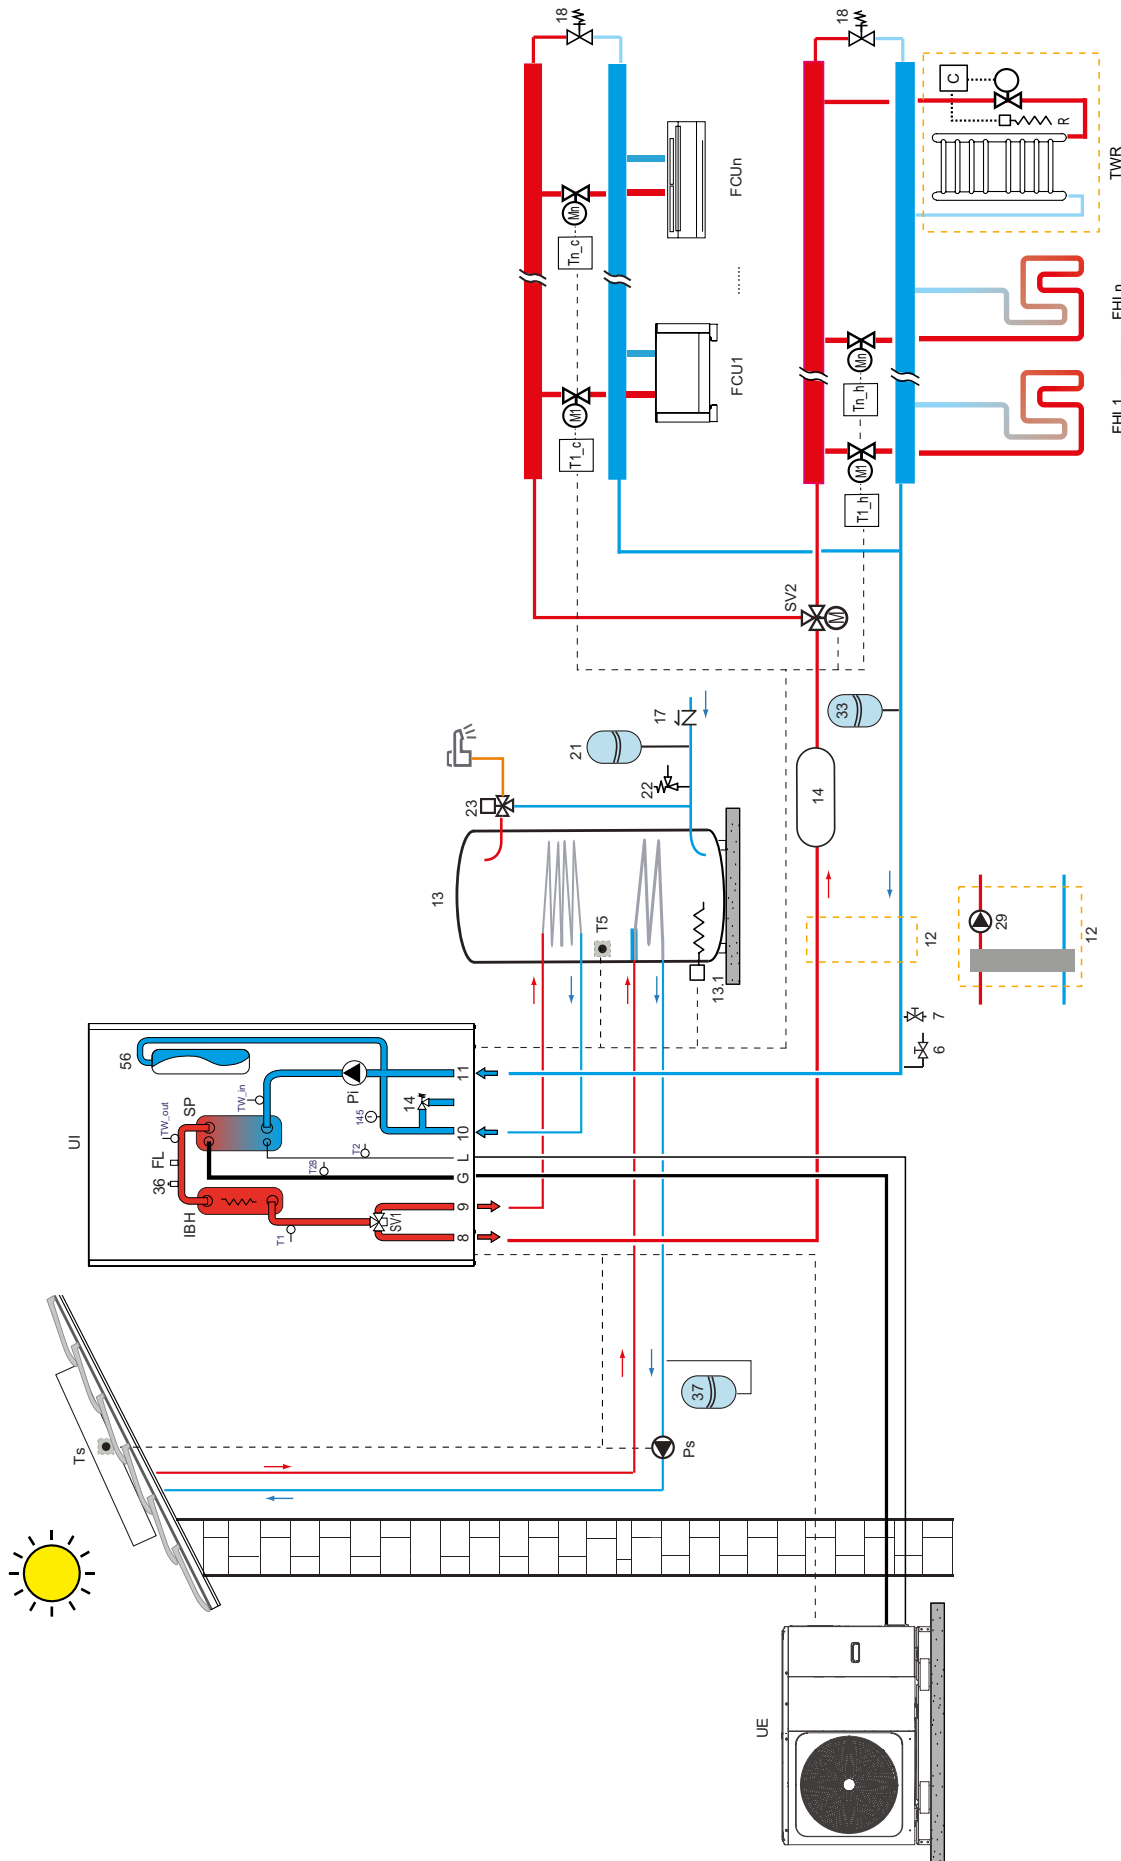 18
18
C
R
TWR
FCUn
Mn
Tn_c
FCU1
M1
T1_c
Mn
Tn_h
M1
T1_h
FHLn
FHL1
SV2
M
33
17
21
22
23
14
13
T5
13.1
12
29
12
7
6
UI
56
Pi
TW_in
SP
TW_out
FL
36
IBH
145
14
T2
T2B
T1
SV1
11
10
L
G
9
8
37
Ps
Ts
UE